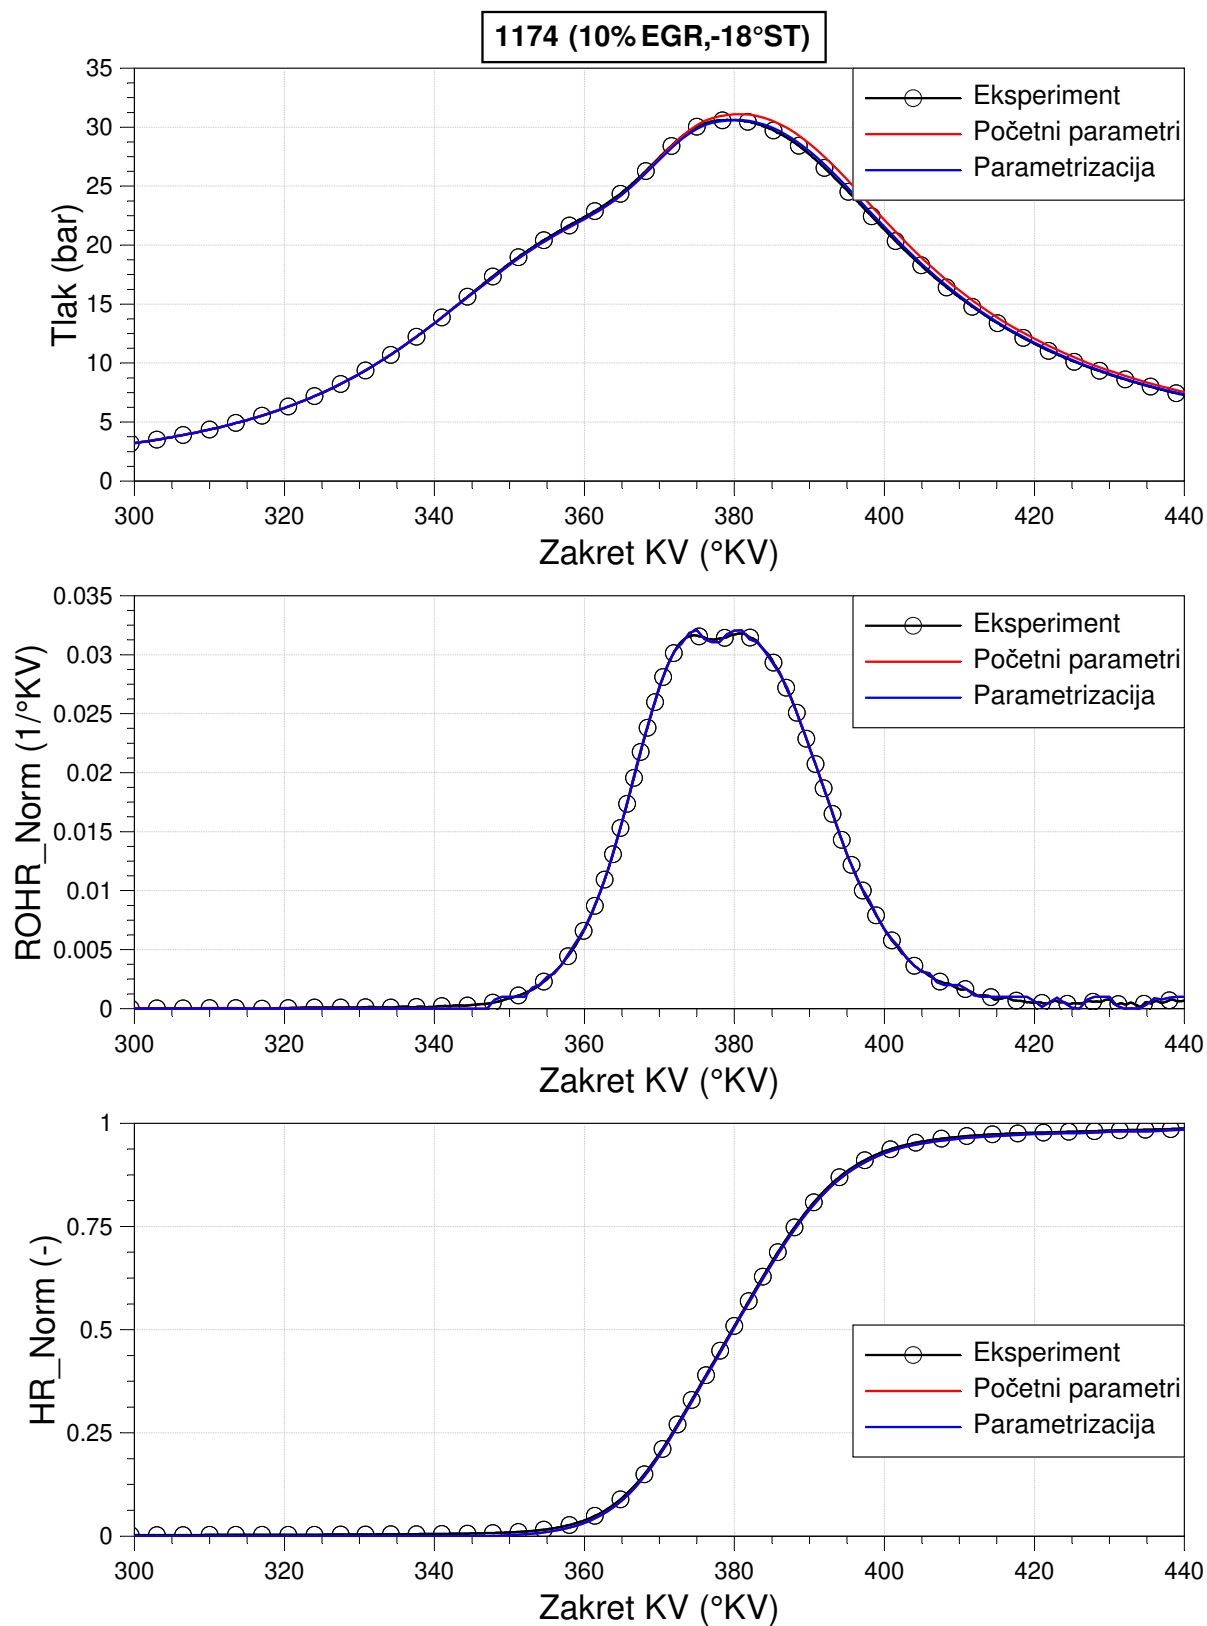 1174 (10% EGR,-18°ST)
35
30
25
20
15
10
5
0
Tlak (bar)
Eksperiment
Početni parametri
Parametrizacija
300 320 340 360 380 400 420 440
Zakret KV (°KV)
0.035
0.03
0.025
0.02
0.015
0.01
0.005
0
ROHR_Norm (1/°KV)
Eksperiment
Početni parametri
Parametrizacija
300 320 340 360 380 400 420 440
Zakret KV (°KV)
1
0.75
0.5
0.25
0
HR_Norm (-)
Eksperiment
Početni parametri
Parametrizacija
300 320 340 360 380 400 420 440
Zakret KV (°KV)